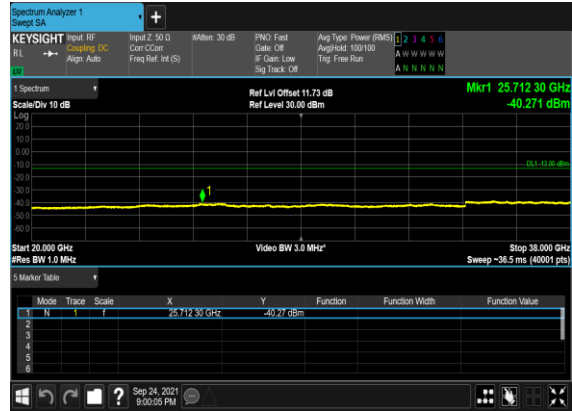 Spectrum Analyzer 1
Swept SA
+
KEYSIGHT Input: RF Input Z: 50 Ω #Atten: 30 dB PNO: Fast Avg Type: Power (RMS) 1 2 3 4 5 6
RL Coupling: DC Corr CCorr Gate: Off Avg|Hold: 100/100 A W W W W W
Align: Auto Freq Ref: Int (S) IF Gain: Low Trig: Free Run
Sig Track: Off A N N N N N
1 Spectrum Ref Lvl Offset 11.73 dB Mkr1 25.712 30 GHz
Scale/Div 10 dB Ref Level 30.00 dBm -40.271 dBm
Log
20.0
10.0
0.00
-10.0 DL1 -13.00 dBm
-20.0
-30.0 1
-40.0
-50.0
-60.0
Start 20.000 GHz Video BW 3.0 MHz* Stop 38.000 GHz
#Res BW 1.0 MHz Sweep ~36.5 ms (40001 pts)
5 Marker Table
Mode Trace Scale X Y Function Function Width Function Value
1 N 1 f 25.712 30 GHz -40.27 dBm
2
3
4
5
6
? Sep 24, 2021
9:00:05 PM